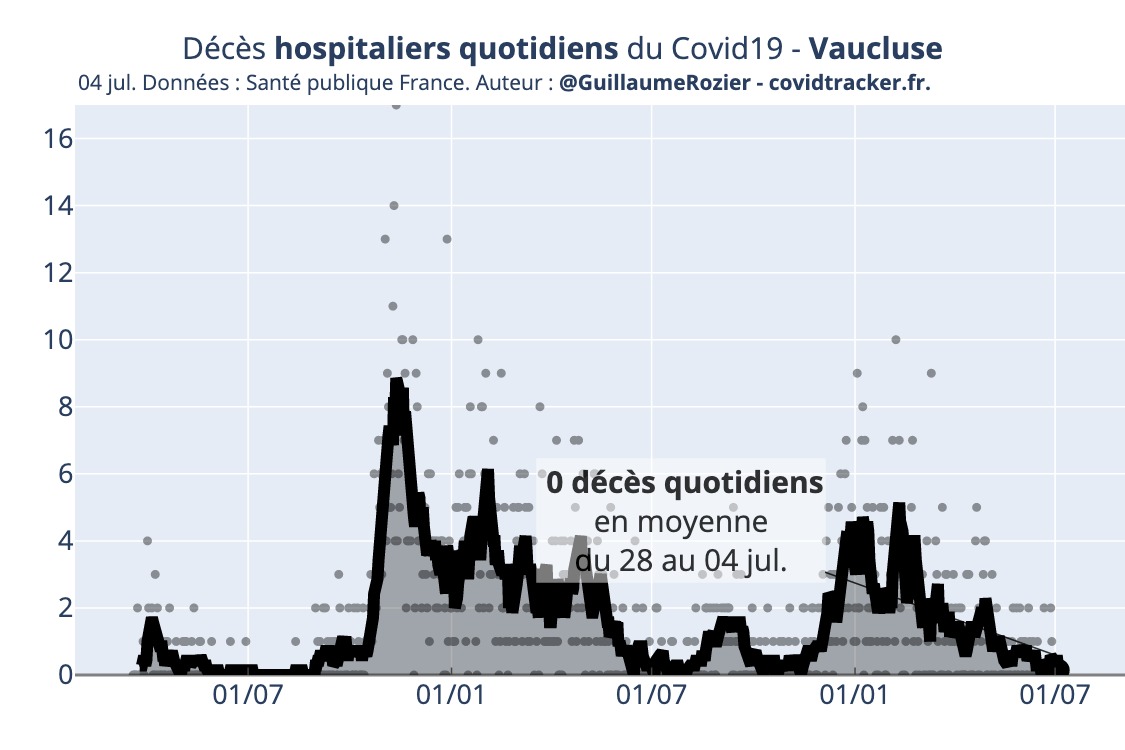 Décès hospitaliers quotidiens du Covid19 - Vaucluse
04 jul. Données : Santé publique France. Auteur : @GuillaumeRozier - covidtracker.fr.
16
14
12
10
8
6
4
2
0
0 décès quotidiens
en moyenne
du 28 au 04 jul.
01/07 01/01 01/07 01/01 01/07